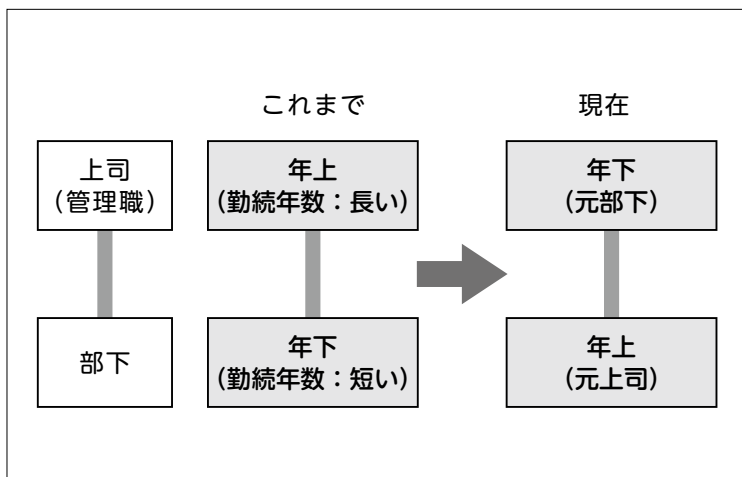 これまで
現在
上司
（管理職）
年上
（勤続年数：長い）
年下
（元部下）
部下
年下
（勤続年数：短い）
年上
（元上司）